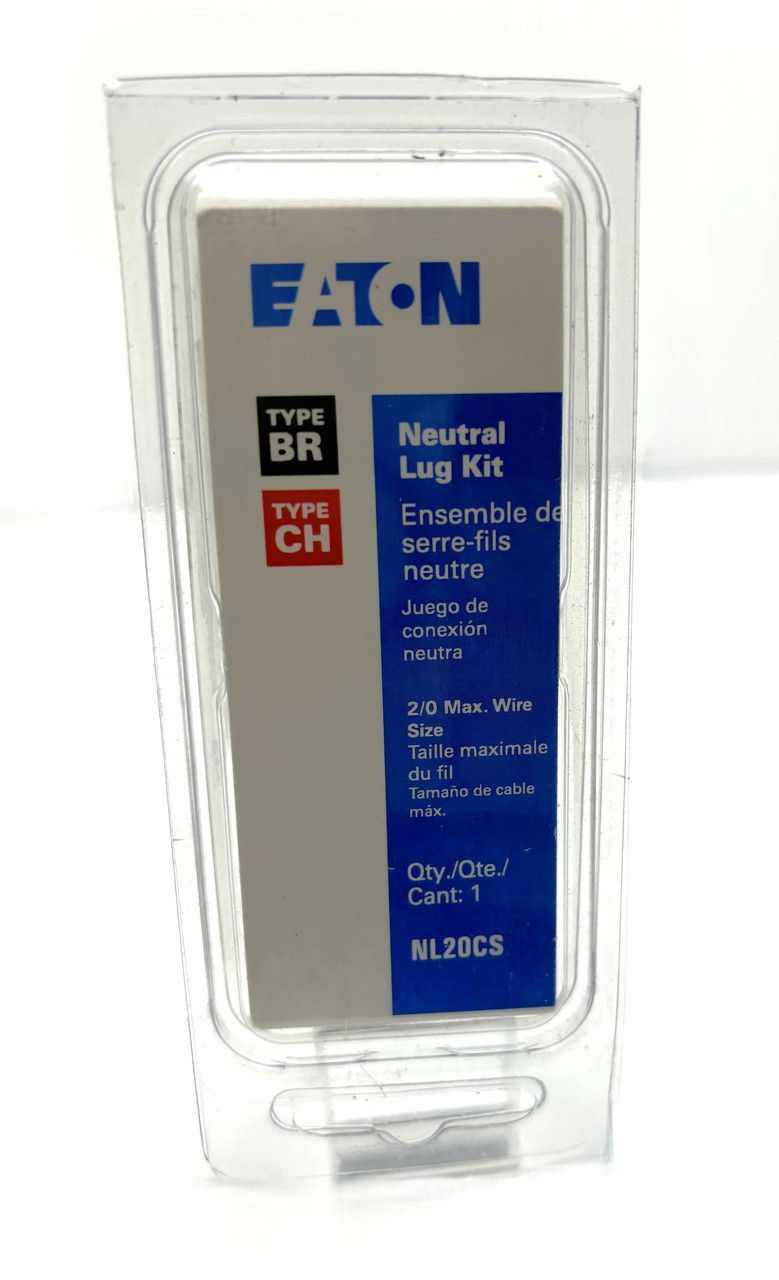 EATON
TYPE
BR
TYPE
CH
Neutral
Lug Kit
Ensemble de
serre-fils
neutre
Juego de
conexión
neutra
2/0 Max. Wire
Size
Taille maximale
du fil
Tamaño de cable
máx.
Qty./Qte./
Cant: 1
NL20CS